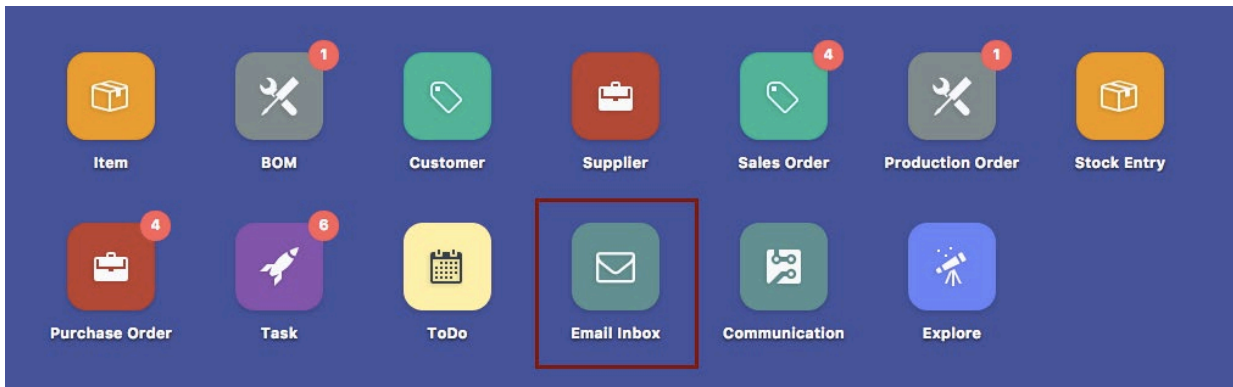 1
4
1
Item
BOM
Customer
Supplier
Sales Order
Production Order
Stock Entry
4
6
Purchase Order
Task
ToDo
Email Inbox
Communication
Explore